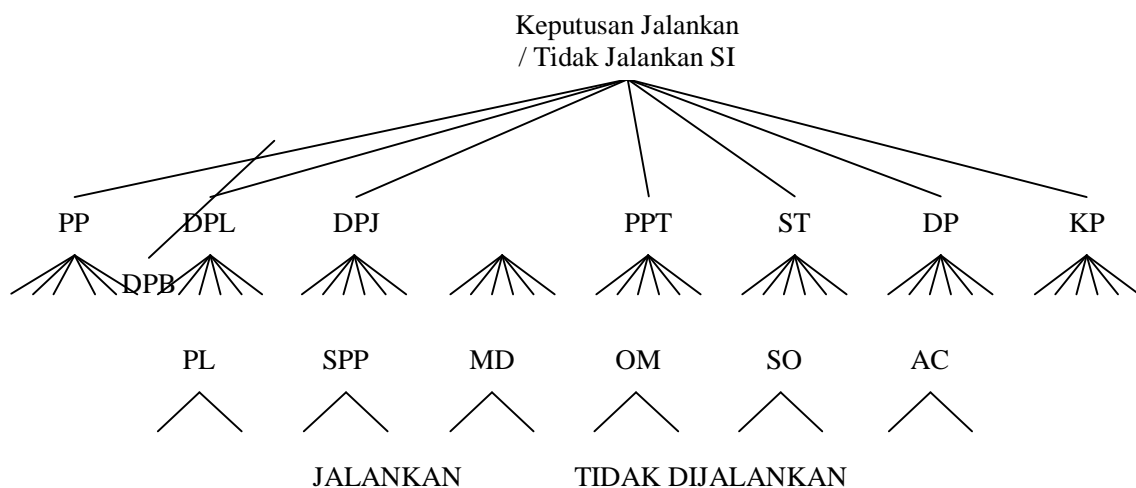 Keputusan Jalankan
/ Tidak Jalankan SI
PP DPL DPJ PPT ST DP KP
DPB
PL SPP MD OM SO AC
JALANKAN TIDAK DIJALANKAN